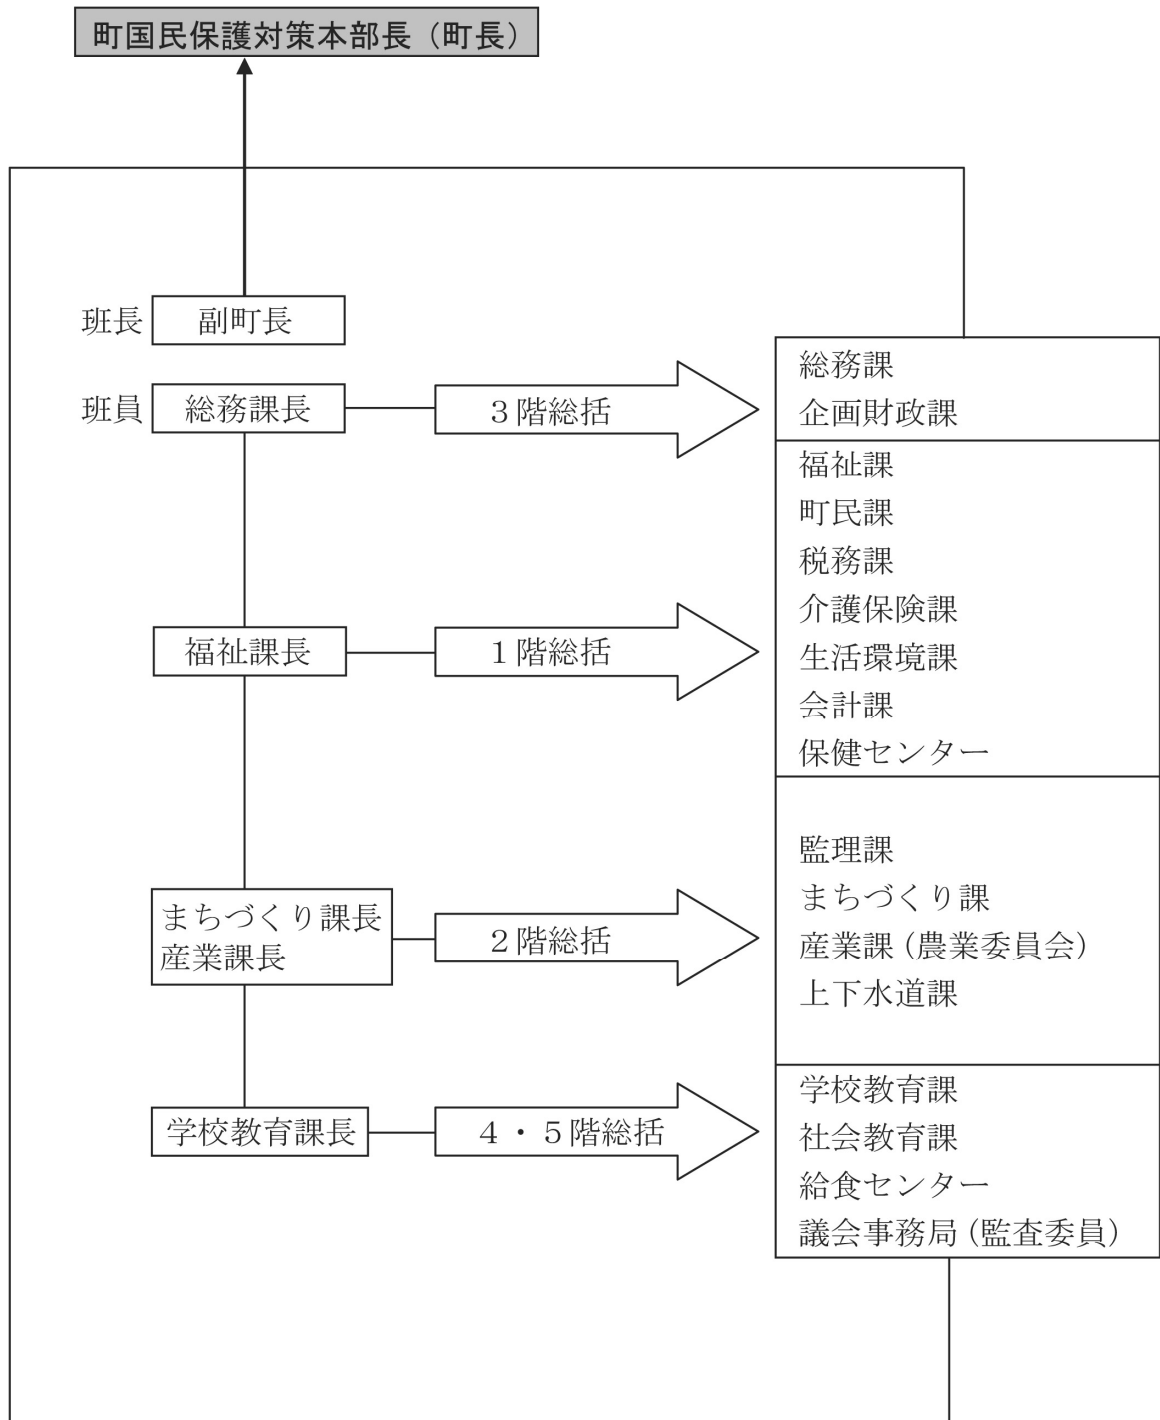 町国民保護対策本部長（町長）
班長 副町長
班員 総務課長
３階総括
総務課
企画財政課
福祉課長
１階総括
福祉課
町民課
税務課
介護保険課
生活環境課
会計課
保健センター
まちづくり課長
産業課長
２階総括
監理課
まちづくり課
産業課（農業委員会）
上下水道課
学校教育課長
４・５階総括
学校教育課
社会教育課
給食センター
議会事務局（監査委員）